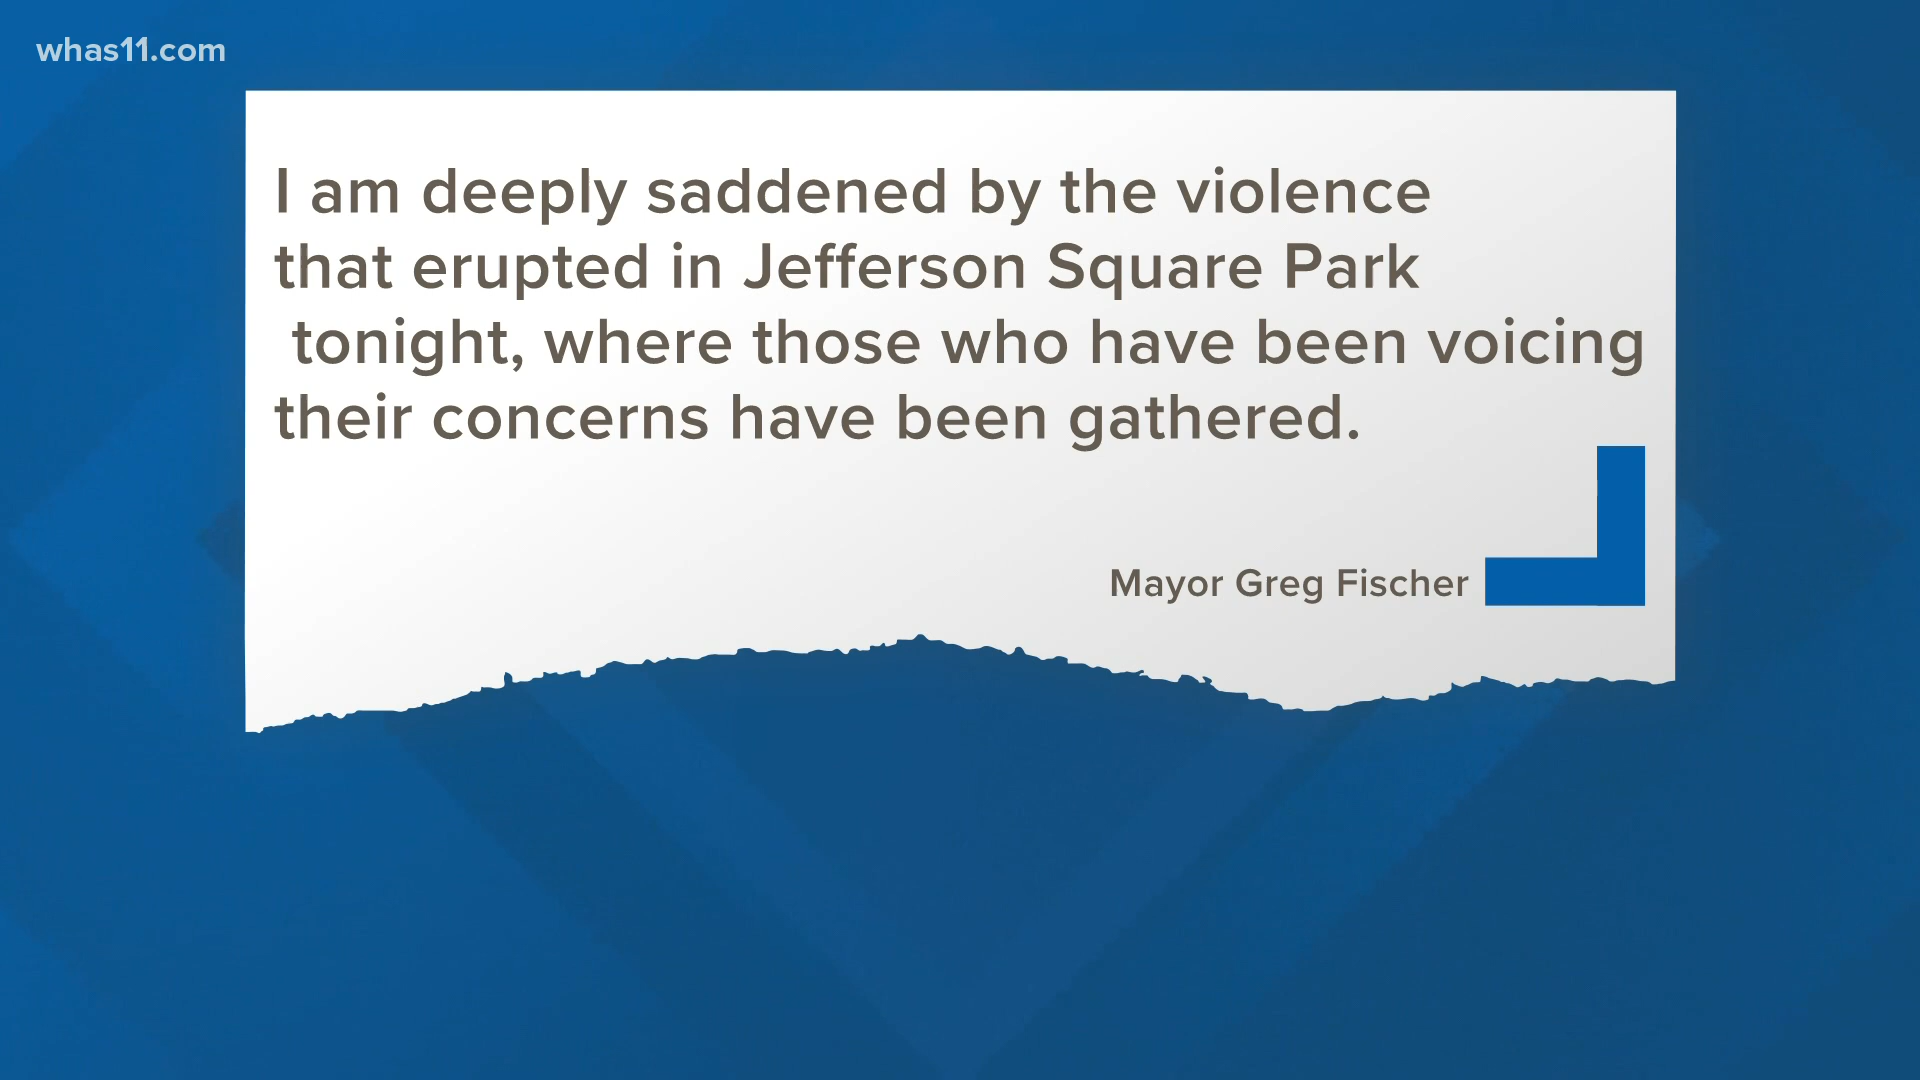 whas11.com
I am deeply saddened by the violence
that erupted in Jefferson Square Park
tonight, where those who have been voicing
their concerns have been gathered.
Mayor Greg Fischer